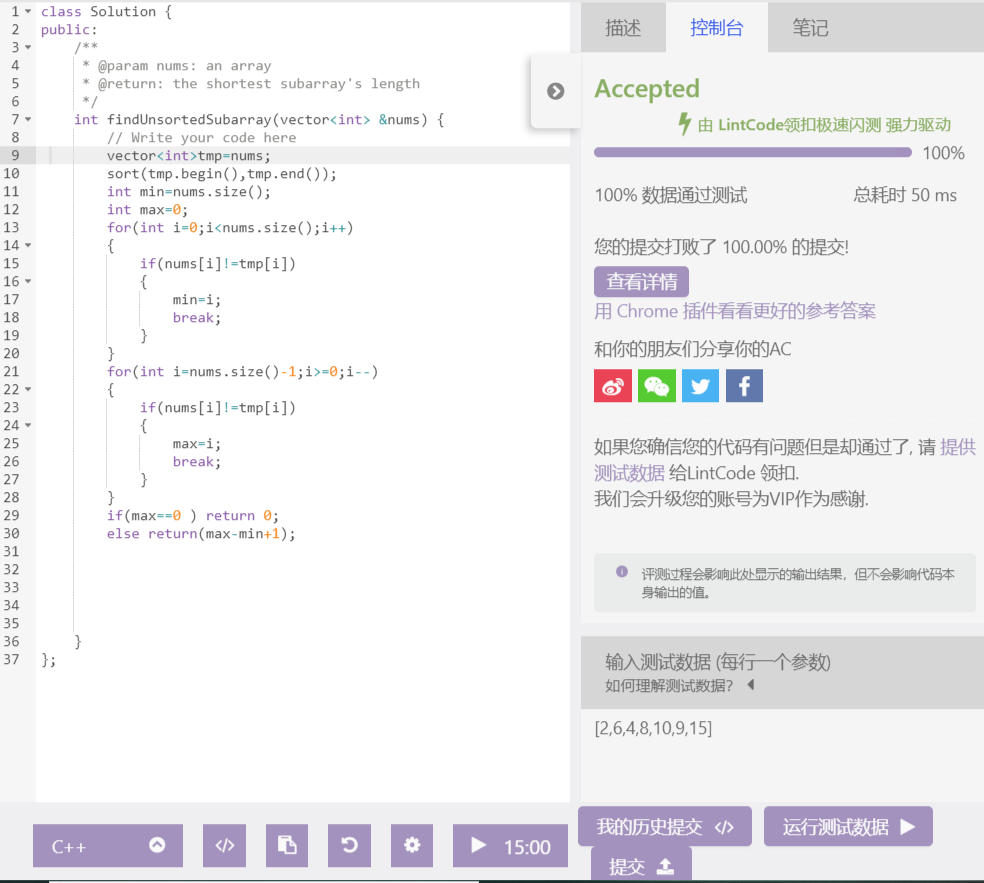 1 class Solution {
2 public:
3     /**
4      * @param nums: an array
5      * @return: the shortest subarray's length
6      */
7     int findUnsortedSubarray(vector<int> &nums) {
8         // Write your code here
9         vector<int>tmp=nums;
10         sort(tmp.begin(),tmp.end());
11         int min=nums.size();
12         int max=0;
13         for(int i=0;i<nums.size();i++)
14         {
15             if(nums[i]!=tmp[i])
16             {
17                 min=i;
18                 break;
19             }
20         }
21         for(int i=nums.size()-1;i>=0;i--)
22         {
23             if(nums[i]!=tmp[i])
24             {
25                 max=i;
26                 break;
27             }
28         }
29         if(max==0 ) return 0;
30         else return(max-min+1);
31
32
33
34
35
36     }
37 };
C++
15:00
描述 控制台 笔记
Accepted
由 LintCode领扣极速闪测 强力驱动
100%
100% 数据通过测试 总耗时 50 ms
您的提交打败了 100.00% 的提交!
查看详情
用 Chrome 插件看看更好的参考答案
和你的朋友们分享你的AC
如果您确信您的代码有问题但是却通过了, 请 提供
测试数据 给LintCode 领扣.
我们会升级您的账号为VIP作为感谢.
评测过程会影响此处显示的输出结果，但不会影响代码本
身输出的值。
输入测试数据 (每行一个参数)
如何理解测试数据?
[2,6,4,8,10,9,15]
我的历史提交 </> 运行测试数据
提交